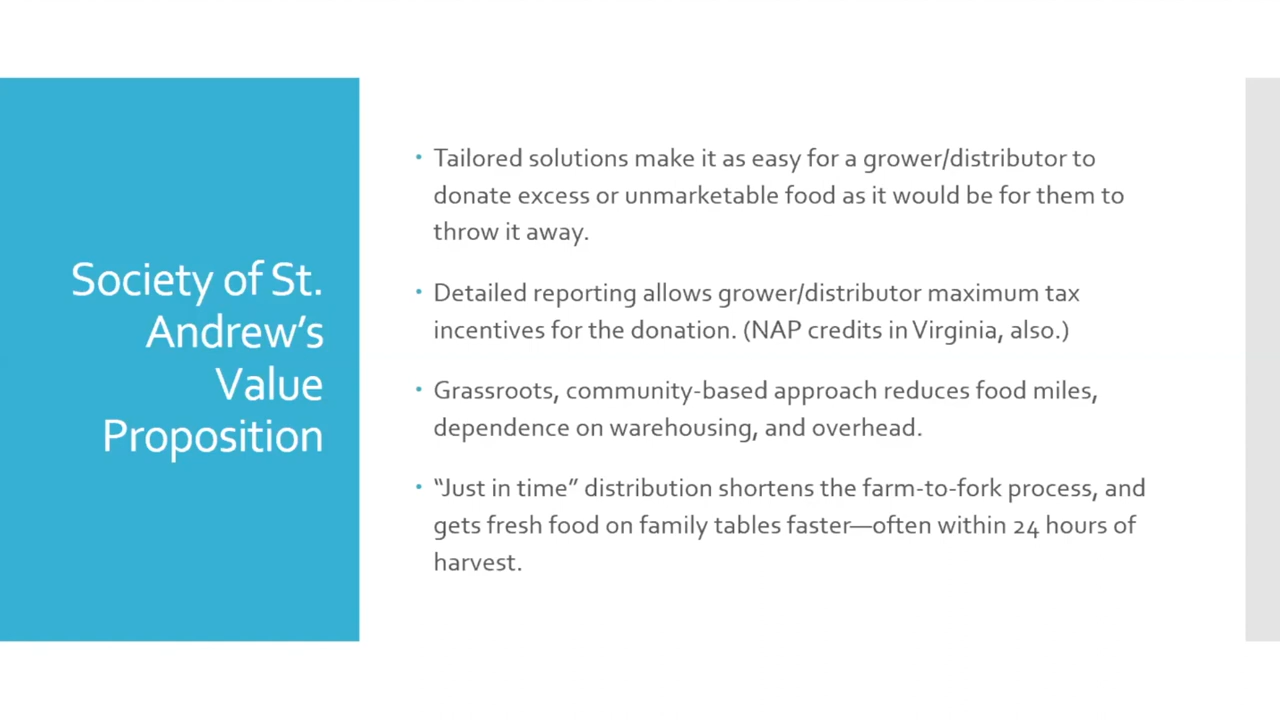 Society of St.
Andrew’s
Value
Proposition
• Tailored solutions make it as easy for a grower/distributor to
donate excess or unmarketable food as it would be for them to
throw it away.
• Detailed reporting allows grower/distributor maximum tax
incentives for the donation. (NAP credits in Virginia, also.)
• Grassroots, community-based approach reduces food miles,
dependence on warehousing, and overhead.
• “Just in time” distribution shortens the farm-to-fork process, and
gets fresh food on family tables faster—often within 24 hours of
harvest.